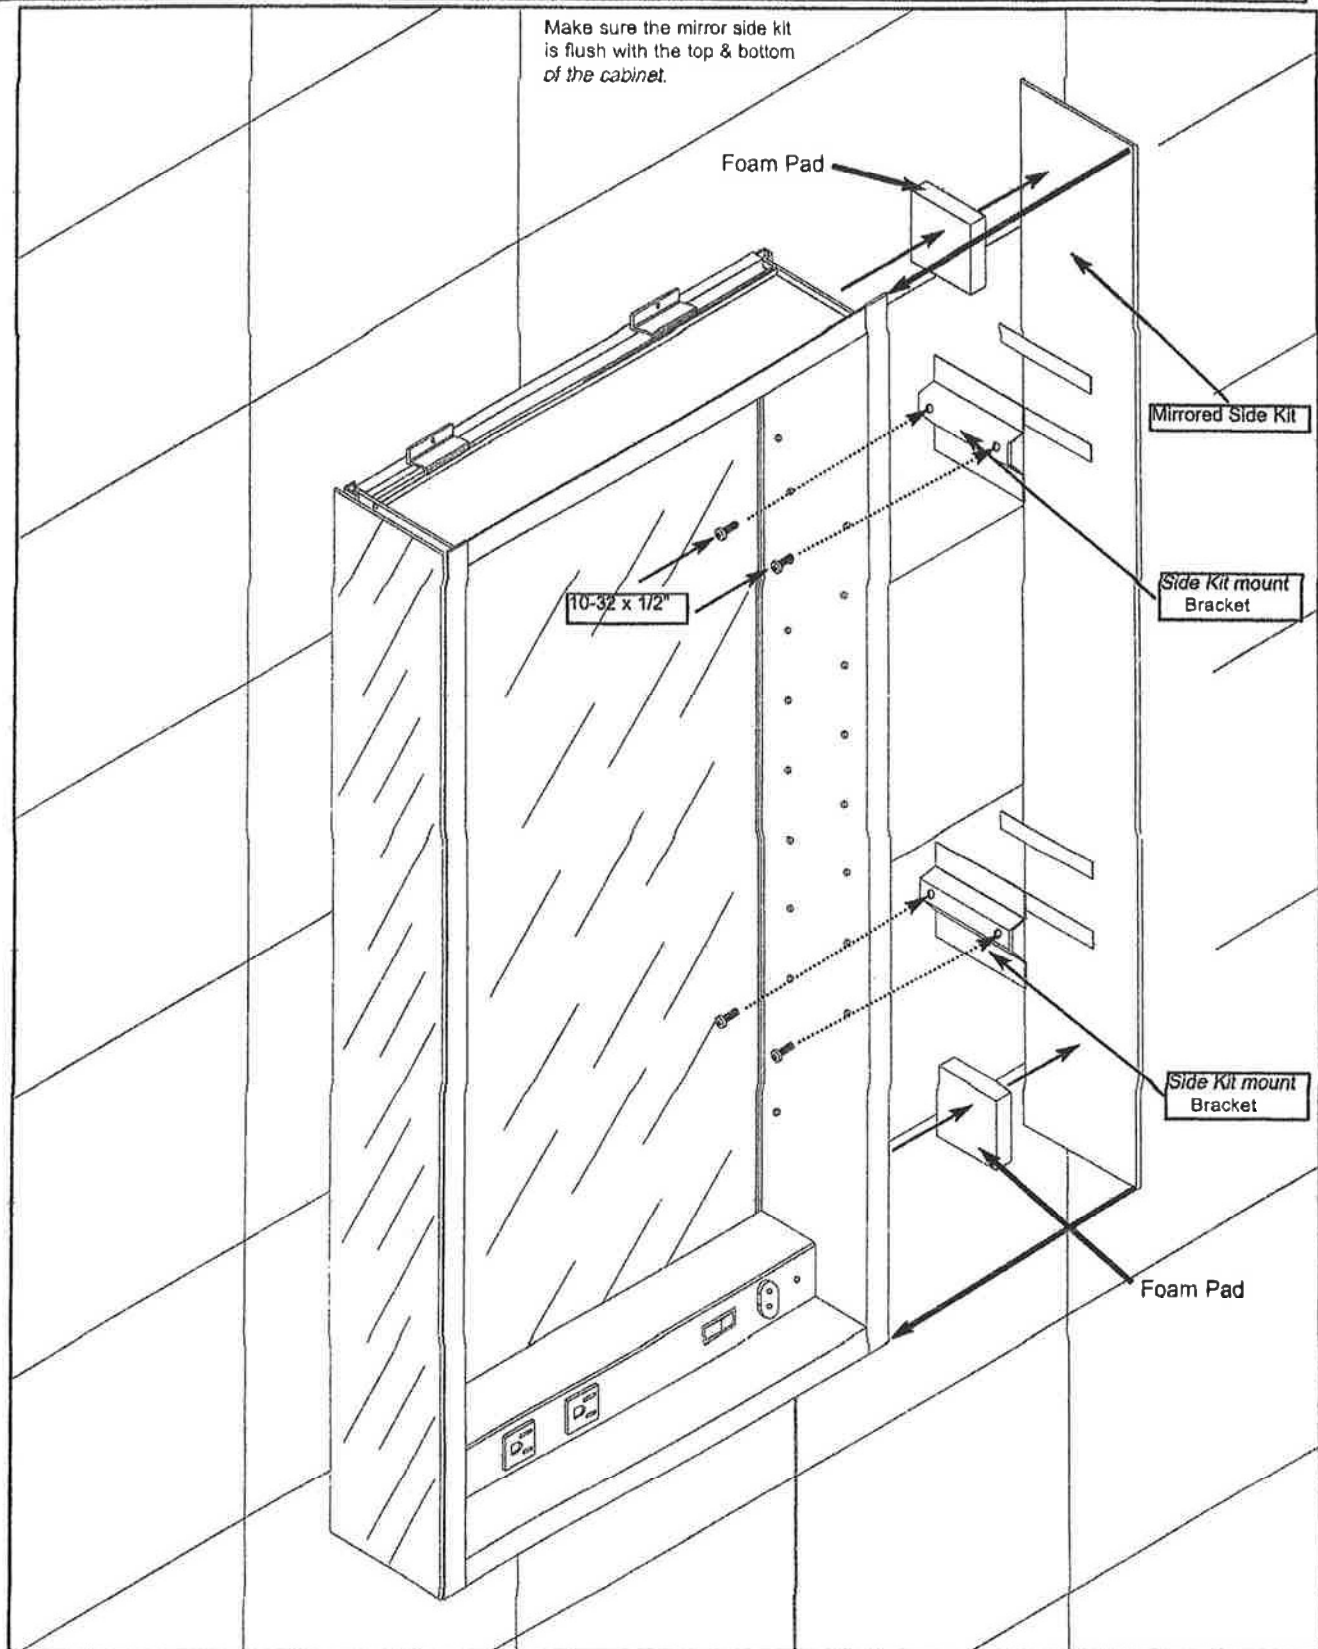 Make sure the mirror side kit
is flush with the top & bottom
of the cabinet.
Foam Pad
Mirrored Side Kit
Side Kit mount
Bracket
10-32 x 1/2"
Side Kit mount
Bracket
Foam Pad